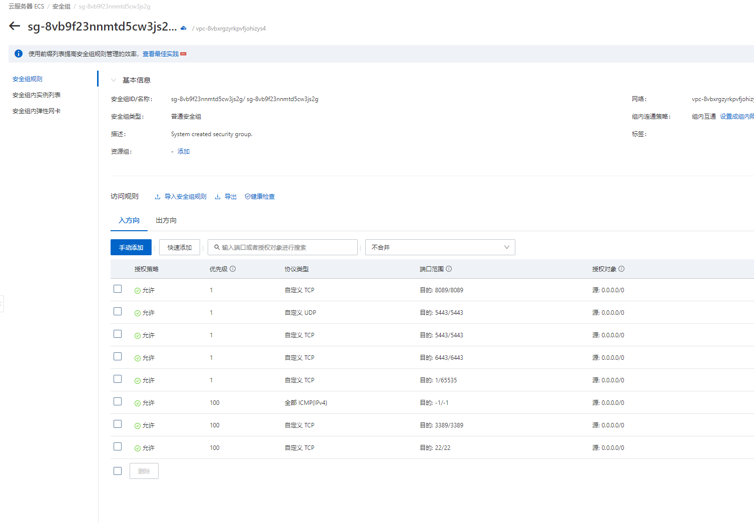 云服务器 ECS / 安全组 / sg-8vb9f23nnmtd5cw3js2g
sg-8vb9f23nnmtd5cw3js2... / vpc-8vbxrgzyrkpvfjohizys4
使用前缀列表提高安全组规则管理的效率，查看最佳实践
安全组规则
安全组内实例列表
安全组内弹性网卡
基本信息
安全组ID/名称： sg-8vb9f23nnmtd5cw3js2g/ sg-8vb9f23nnmtd5cw3js2g 网络： vpc-8vbxrgzyrkpvfjohizy
安全组类型： 普通安全组 组内连通策略： 组内互通 设置成组内隔
描述： System created security group. 标签：
资源组： - 添加
访问规则 导入安全组规则 导出 健康检查
入方向 出方向
手动添加 快速添加 输入端口或者授权对象进行搜索 不合并
授权策略 优先级 协议类型 端口范围 授权对象
允许 1 自定义 TCP 目的: 8089/8089 源: 0.0.0.0/0
允许 1 自定义 UDP 目的: 5443/5443 源: 0.0.0.0/0
允许 1 自定义 TCP 目的: 5443/5443 源: 0.0.0.0/0
允许 1 自定义 TCP 目的: 6443/6443 源: 0.0.0.0/0
允许 1 自定义 TCP 目的: 1/65535 源: 0.0.0.0/0
允许 100 全部 ICMP(IPv4) 目的: -1/-1 源: 0.0.0.0/0
允许 100 自定义 TCP 目的: 3389/3389 源: 0.0.0.0/0
允许 100 自定义 TCP 目的: 22/22 源: 0.0.0.0/0
删除